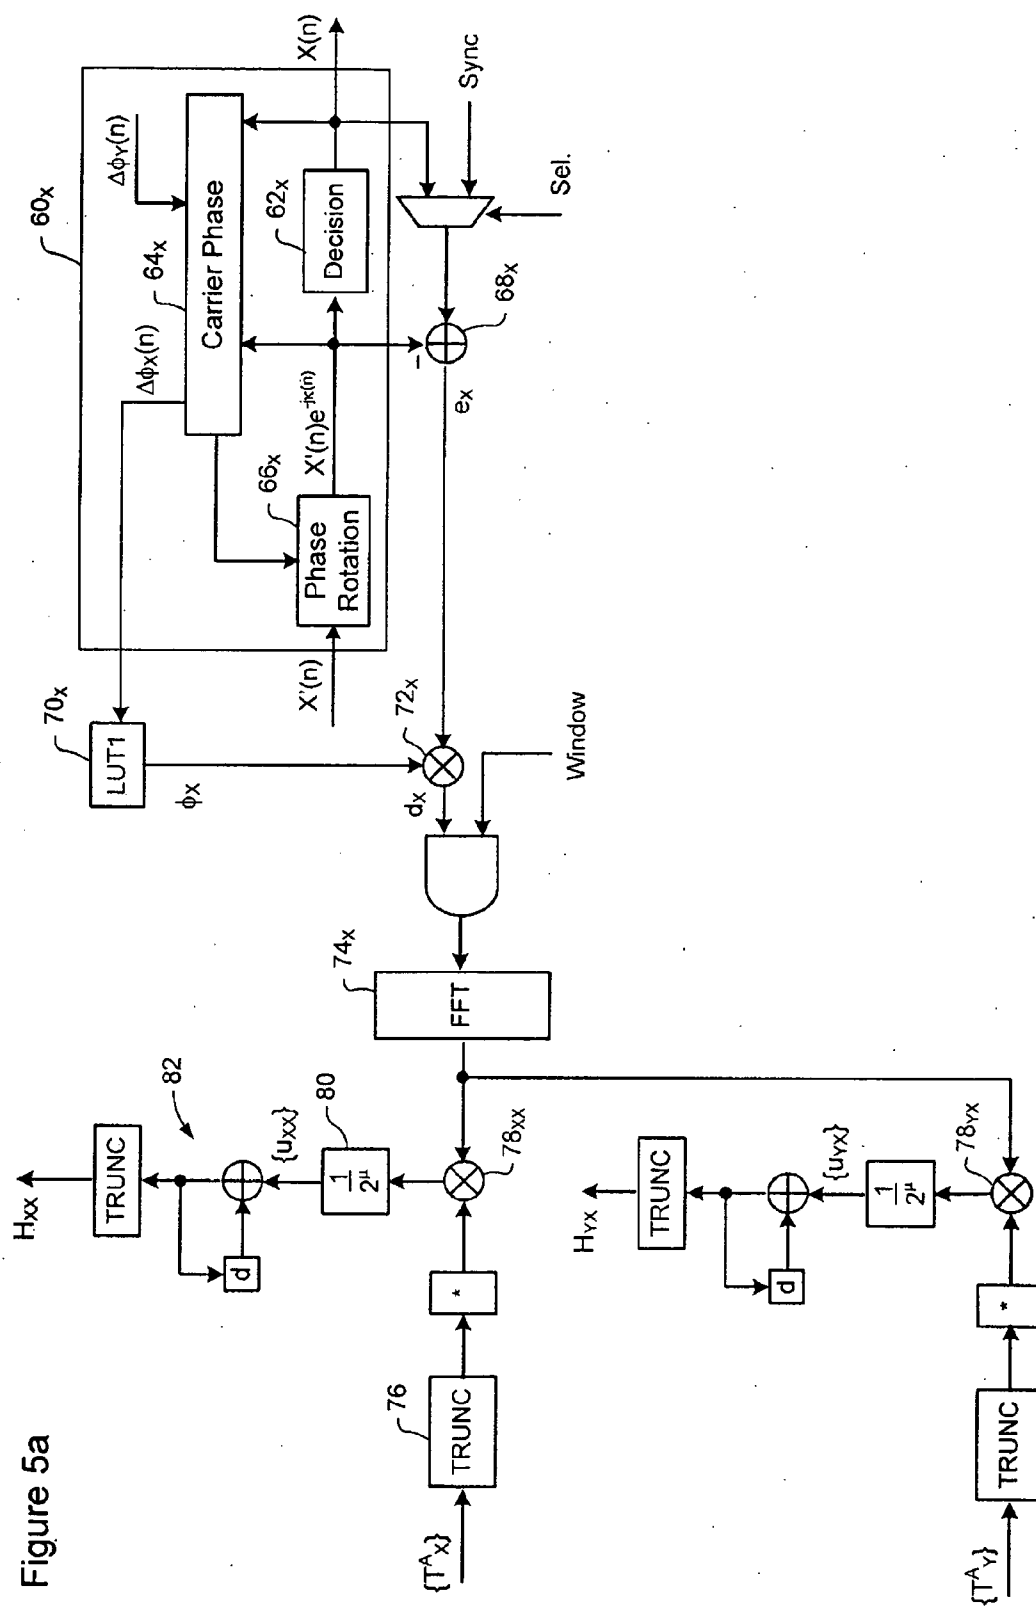 Figure 5a
{T^A_X}
TRUNC
76
*
78XX
1/2^μ
80
{uXX}
82
d
TRUNC
HXX
{T^A_Y}
TRUNC
*
78YX
1/2^μ
{uYX}
d
TRUNC
HYX
FFT
74X
Window
dX
72X
ϕX
LUT1
70X
eX
68X
-
Sel.
Sync
60X
X'(n)
Phase
Rotation
66X
X'(n)e^-jκ(n)
ΔϕX(n)
64X
Carrier Phase
ΔϕY(n)
Decision
62X
X(n)